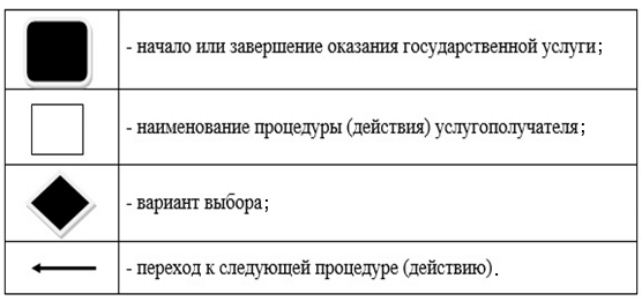 - начало или завершение оказания государственной услуги;
- наименование процедуры (действия) услугополучателя;
- вариант выбора;
- переход к следующей процедуре (действию).